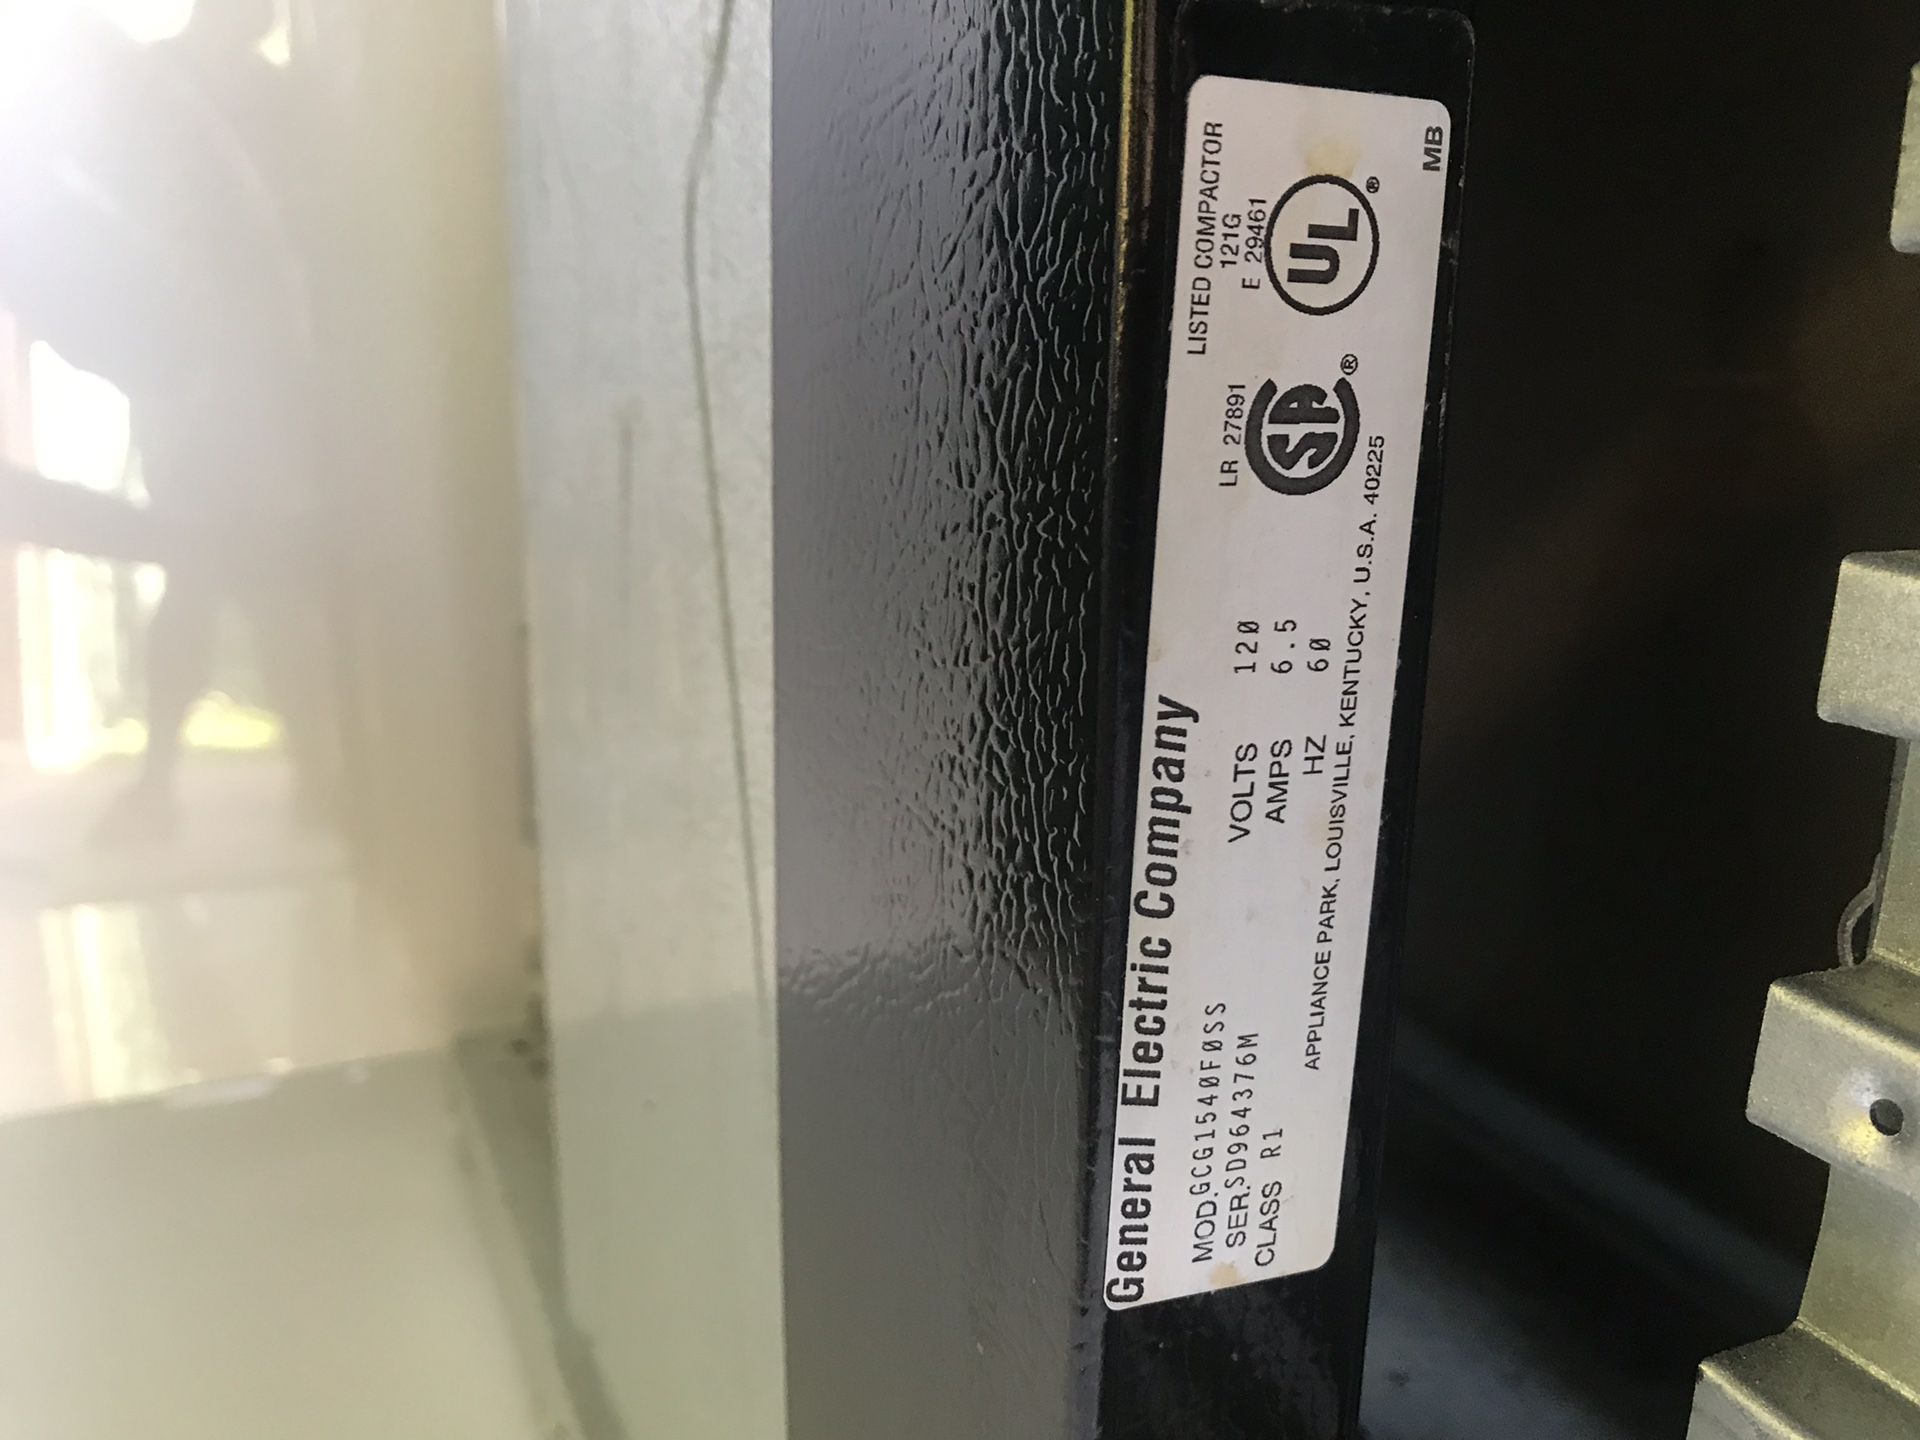 General Electric Company
MOD.GCG1540F0SS
SER.SD964376M
CLASS R1
VOLTS 120
AMPS 6.5
HZ 60
APPLIANCE PARK, LOUISVILLE, KENTUCKY, U.S.A. 40225
LR 27891
SA ®
LISTED COMPACTOR
121G
E 29461
UL ®
MB